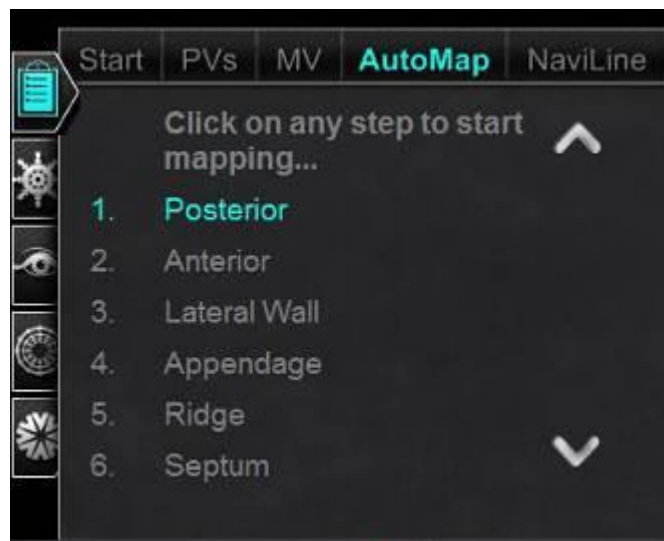 Start PVs MV AutoMap NaviLine
Click on any step to start
mapping...
1. Posterior
2. Anterior
3. Lateral Wall
4. Appendage
5. Ridge
6. Septum